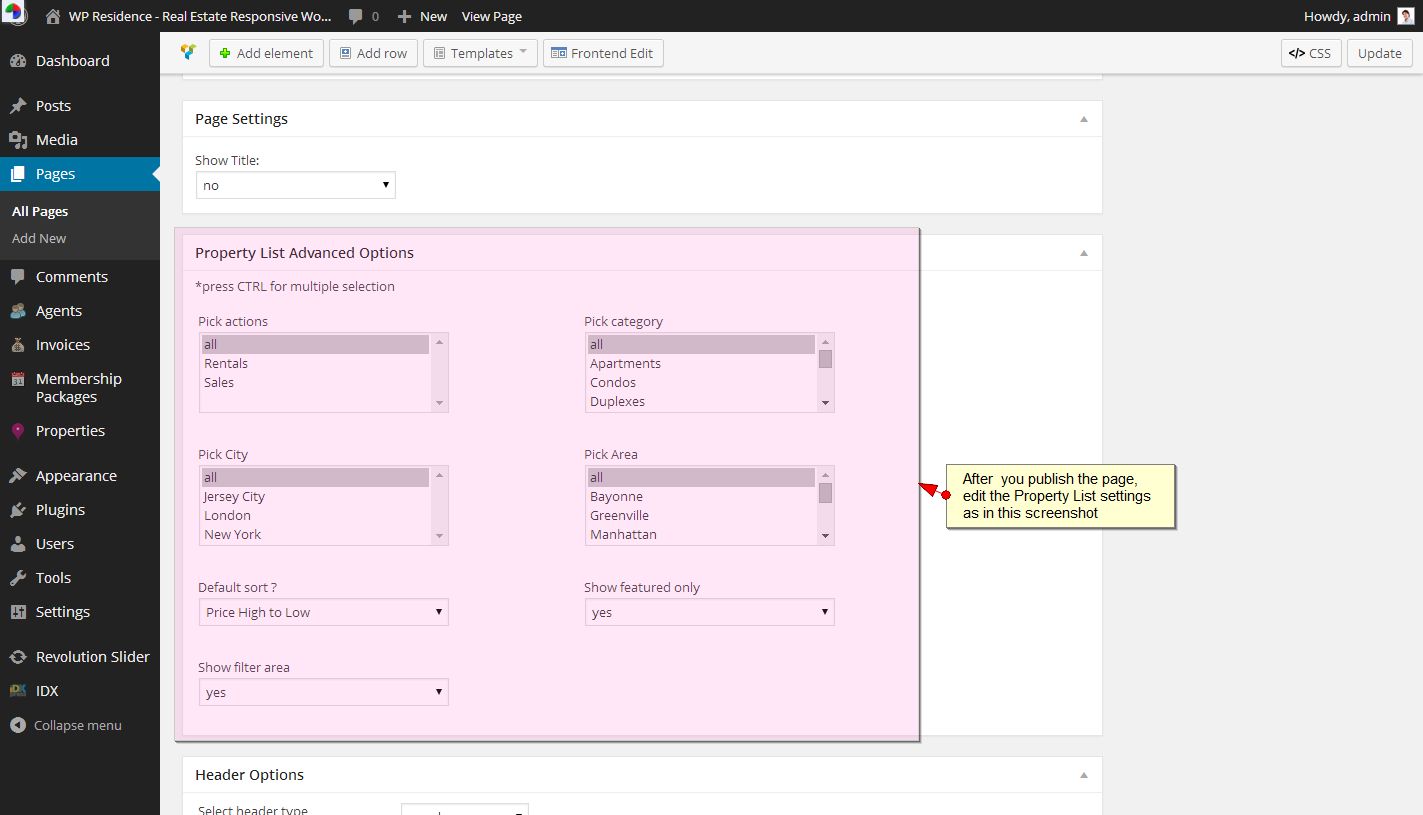 WP Residence - Real Estate Responsive Wo...
0
New
View Page
Howdy, admin
Dashboard
Posts
Media
Pages
All Pages
Add New
Comments
Agents
Invoices
Membership
Packages
Properties
Appearance
Plugins
Users
Tools
Settings
Revolution Slider
IDX
Collapse menu
Add element
Add row
Templates
Frontend Edit
</> CSS
Update
Page Settings
Show Title:
no
Property List Advanced Options
*press CTRL for multiple selection
Pick actions
all
Rentals
Sales
Pick category
all
Apartments
Condos
Duplexes
Pick City
all
Jersey City
London
New York
Pick Area
all
Bayonne
Greenville
Manhattan
Default sort ?
Price High to Low
Show featured only
yes
Show filter area
yes
After  you publish the page,
edit the Property List settings
as in this screenshot
Header Options
Select header type